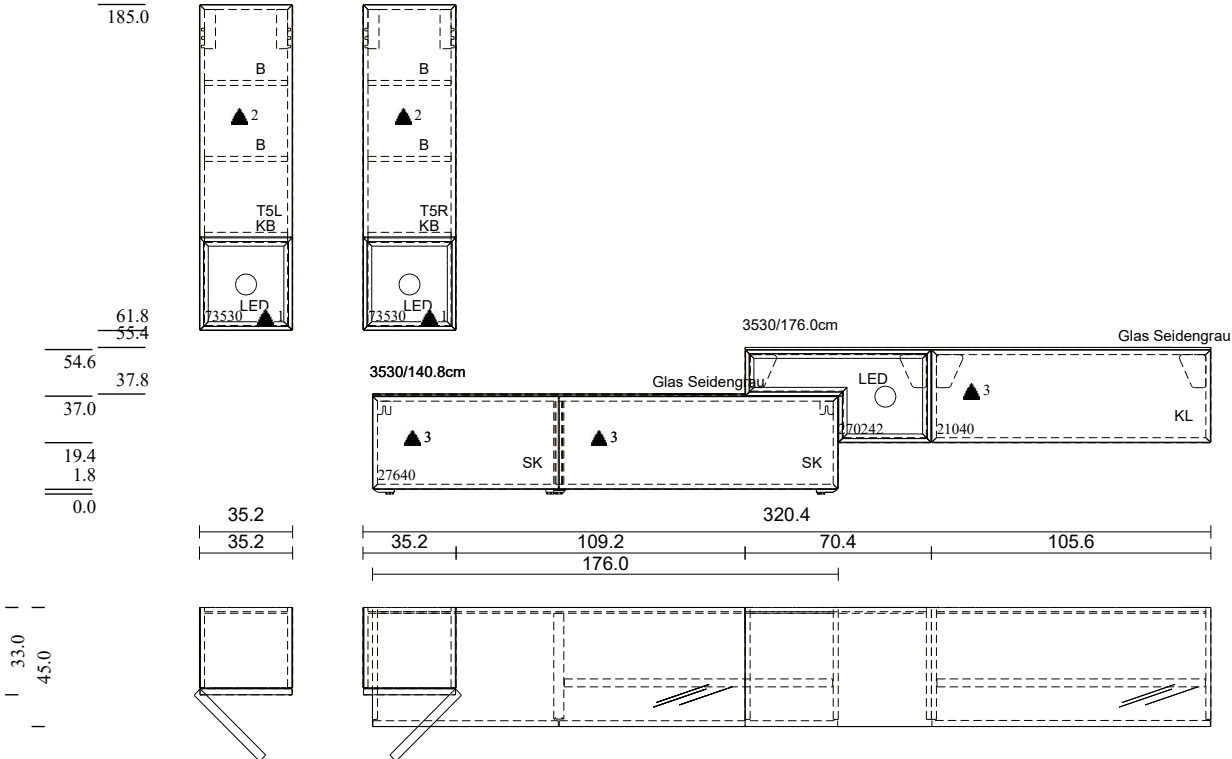 185.0
B
B
2
2
B
B
T5L
T5R
KB
KB
LED
LED
73530
1
73530
1
61.8
55.4
3530/176.0cm
Glas Seidengrau
54.6
3530/140.8cm
37.8
Glas Seidengrau
LED
3
37.0
KL
270242
21040
3
3
19.4
SK
SK
1.8
27640
0.0
35.2
320.4
35.2
35.2
109.2
70.4
105.6
176.0
33.0
45.0